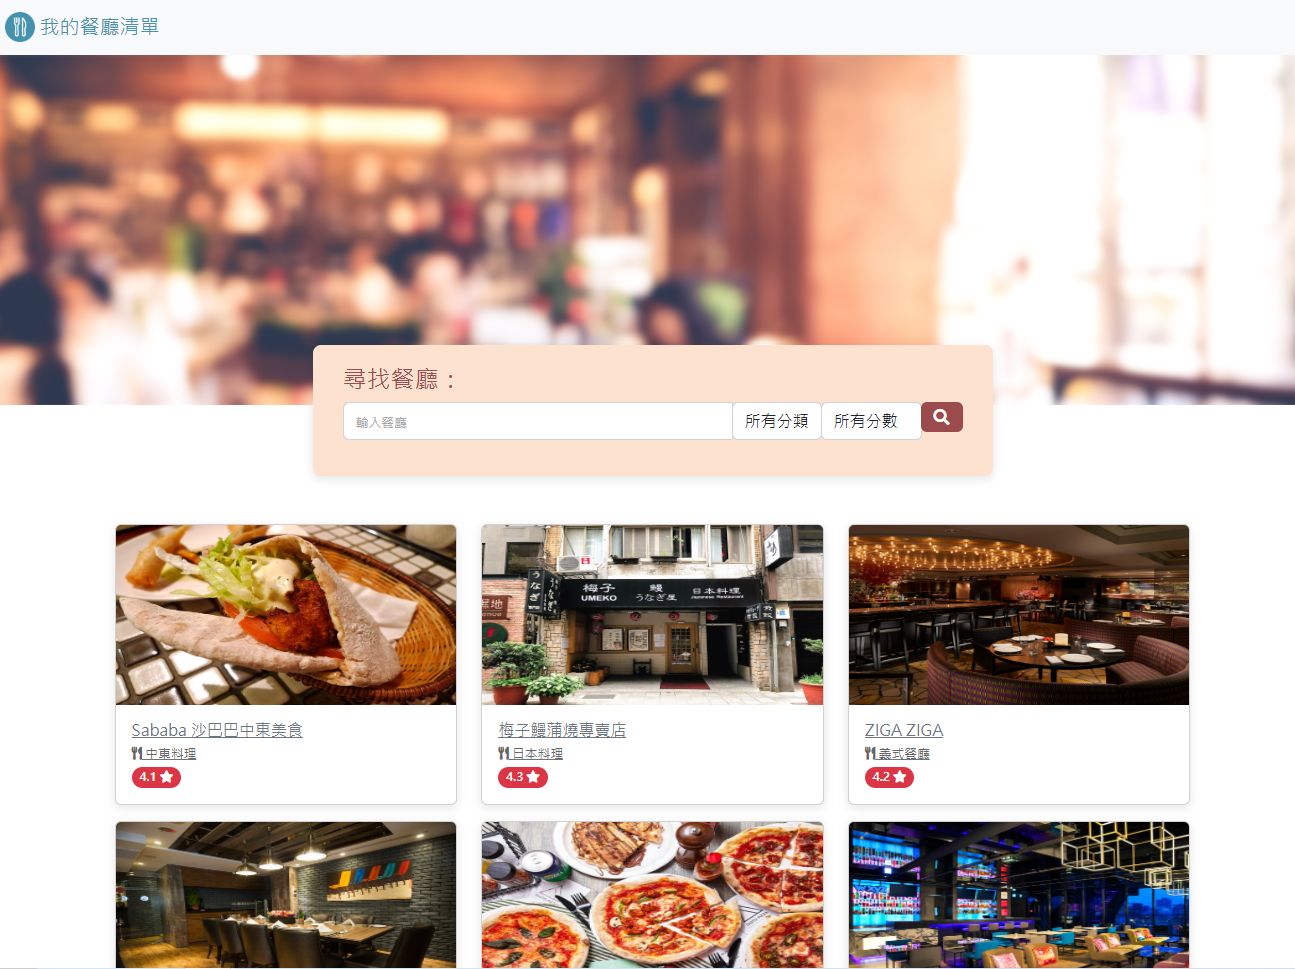 我的餐廳清單
尋找餐廳：
輸入餐廳
所有分類
所有分數
梅子 鰻 日本料理
UMEKO うなぎ屋 Japanese Restaurant
うなぎ
Sababa 沙巴巴中東美食
中東料理
4.1
梅子鰻蒲燒專賣店
日本料理
4.3
ZIGA ZIGA
義式餐廳
4.2